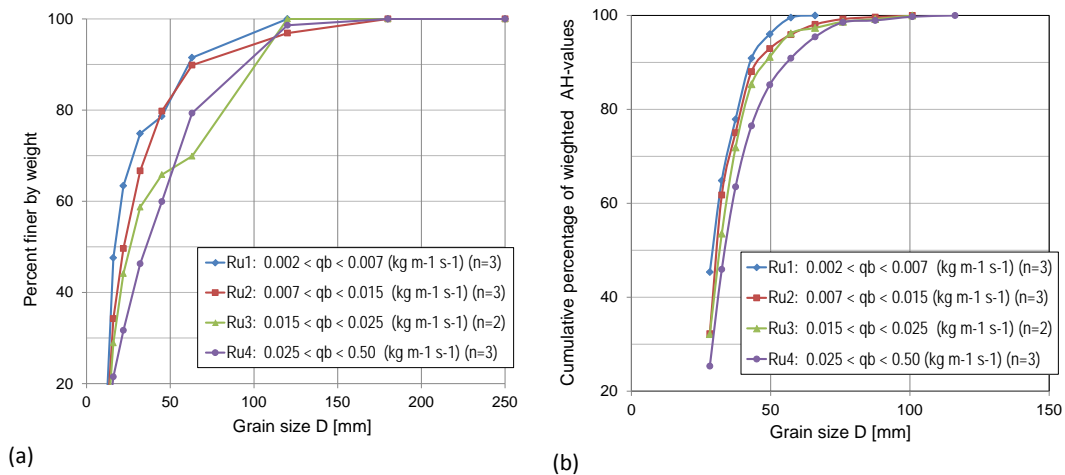 100
80
60
40
20
Percent finer by weight
Ru1: 0.002 < qb < 0.007 (kg m-1 s-1) (n=3)
Ru2: 0.007 < qb < 0.015 (kg m-1 s-1) (n=3)
Ru3: 0.015 < qb < 0.025 (kg m-1 s-1) (n=2)
Ru4: 0.025 < qb < 0.50 (kg m-1 s-1) (n=3)
0 50 100 150 200 250
Grain size D [mm]
(a)
100
80
60
40
20
Cumulative percentage of wieghted AH-values
Ru1: 0.002 < qb < 0.007 (kg m-1 s-1) (n=3)
Ru2: 0.007 < qb < 0.015 (kg m-1 s-1) (n=3)
Ru3: 0.015 < qb < 0.025 (kg m-1 s-1) (n=2)
Ru4: 0.025 < qb < 0.50 (kg m-1 s-1) (n=3)
0 50 100 150
Grain size D [mm]
(b)